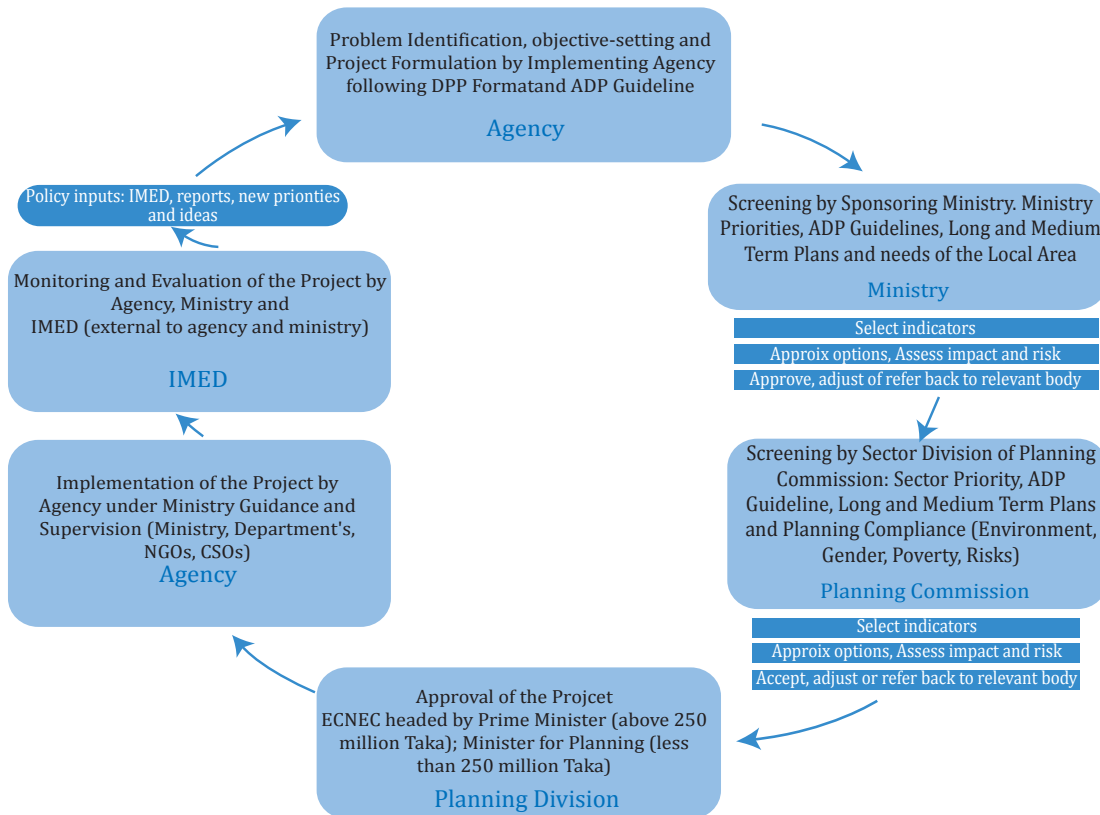 Problem Identification, objective-setting and
Project Formulation by Implementing Agency
following DPP Formatand ADP Guideline
Agency
Screening by Sponsoring Ministry. Ministry
Priorities, ADP Guidelines, Long and Medium
Term Plans and needs of the Local Area
Ministry
Select indicators
Approix options, Assess impact and risk
Approve, adjust of refer back to relevant body
Screening by Sector Division of Planning
Commission: Sector Priority, ADP
Guideline, Long and Medium Term Plans
and Planning Compliance (Environment,
Gender, Poverty, Risks)
Planning Commission
Select indicators
Approix options, Assess impact and risk
Accept, adjust or refer back to relevant body
Approval of the Projcet
ECNEC headed by Prime Minister (above 250
million Taka); Minister for Planning (less
than 250 million Taka)
Planning Division
Implementation of the Project by
Agency under Ministry Guidance and
Supervision (Ministry, Department's,
NGOs, CSOs)
Agency
Monitoring and Evaluation of the Project by
Agency, Ministry and
IMED (external to agency and ministry)
IMED
Policy inputs: IMED, reports, new prionties
and ideas